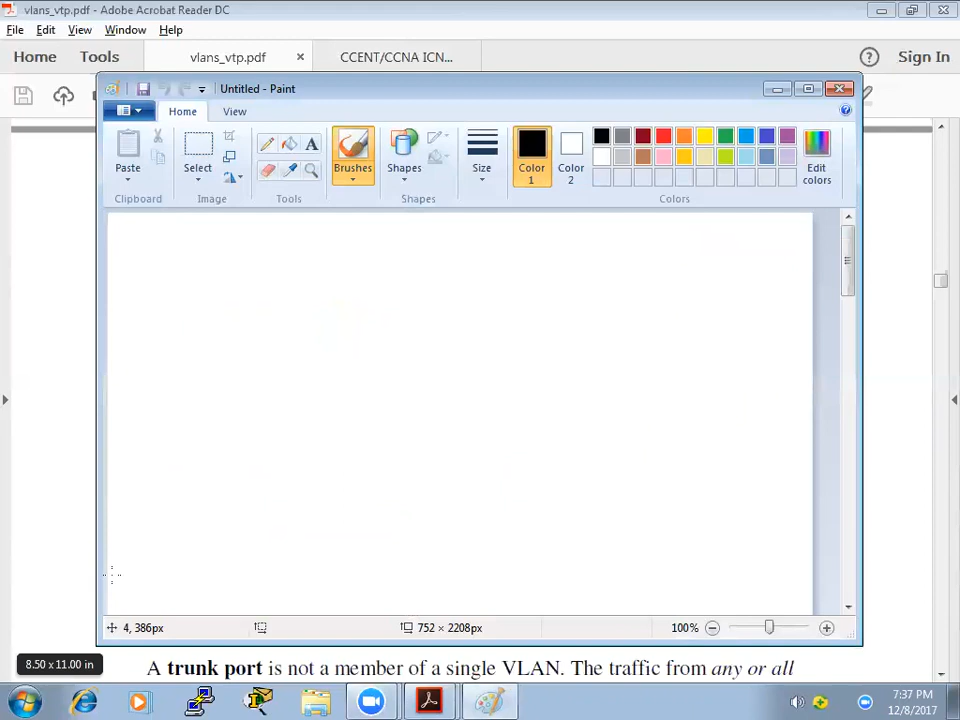 vlans_vtp.pdf - Adobe Acrobat Reader DC
File Edit View Window Help
Home Tools vlans_vtp.pdf × CCENT/CCNA ICN... Sign In
Untitled - Paint
Home View
Paste Select Brushes Shapes Size Color 1 Color 2 Edit colors
Clipboard Image Tools Shapes Colors
4, 386px 752 × 2208px 100%
8.50 x 11.00 in
A trunk port is not a member of a single VLAN. The traffic from any or all
7:37 PM
12/8/2017